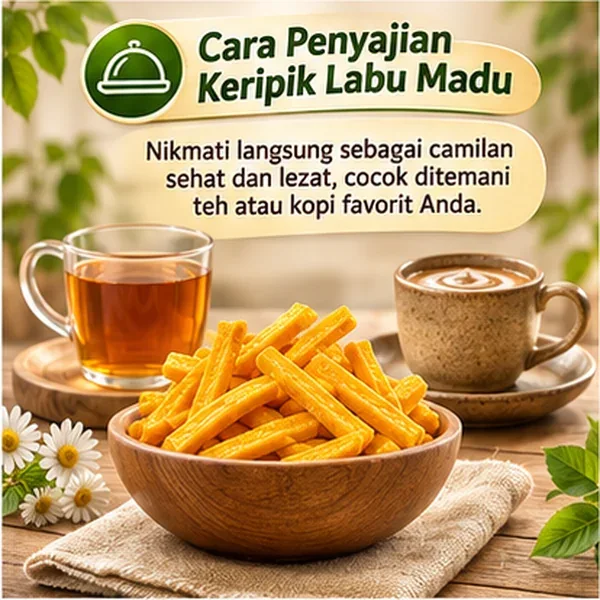 Cara Penyajian
Keripik Labu Madu
Nikmati langsung sebagai camilan
sehat dan lezat, cocok ditemani
teh atau kopi favorit Anda.